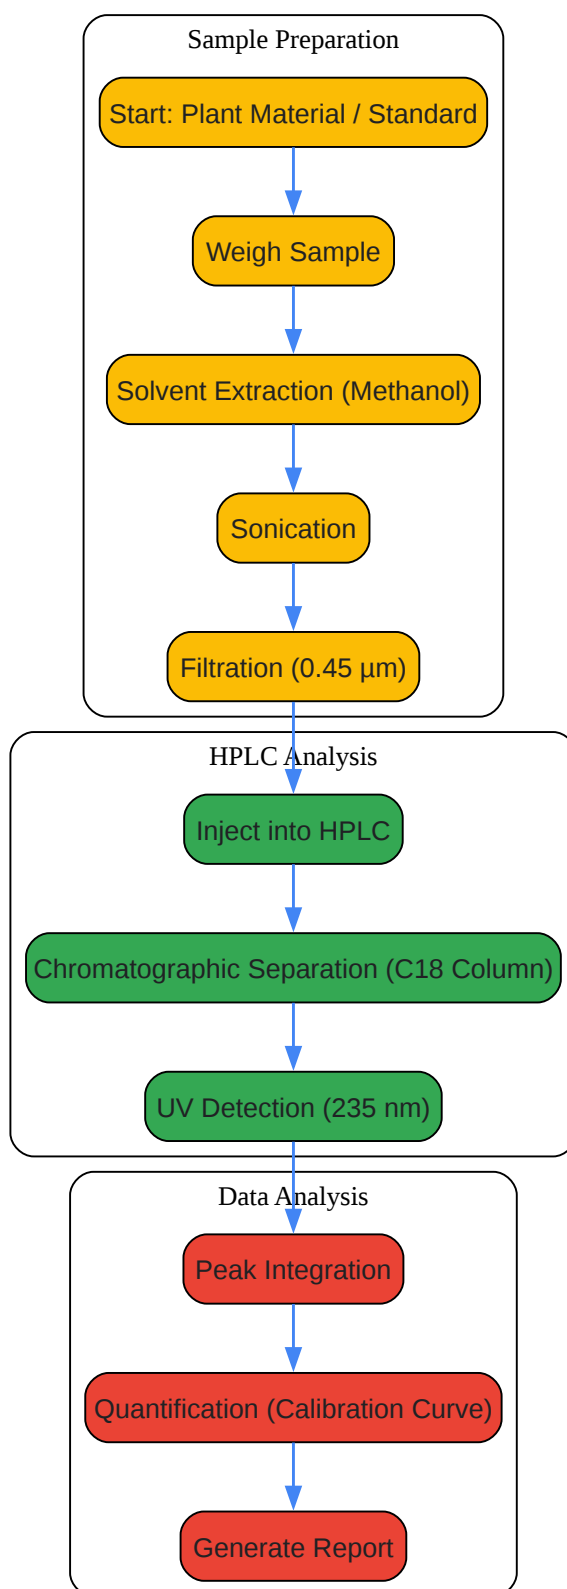 Sample Preparation
Start: Plant Material / Standard
Weigh Sample
Solvent Extraction (Methanol)
Sonication
Filtration (0.45 µm)
HPLC Analysis
Inject into HPLC
Chromatographic Separation (C18 Column)
UV Detection (235 nm)
Data Analysis
Peak Integration
Quantification (Calibration Curve)
Generate Report